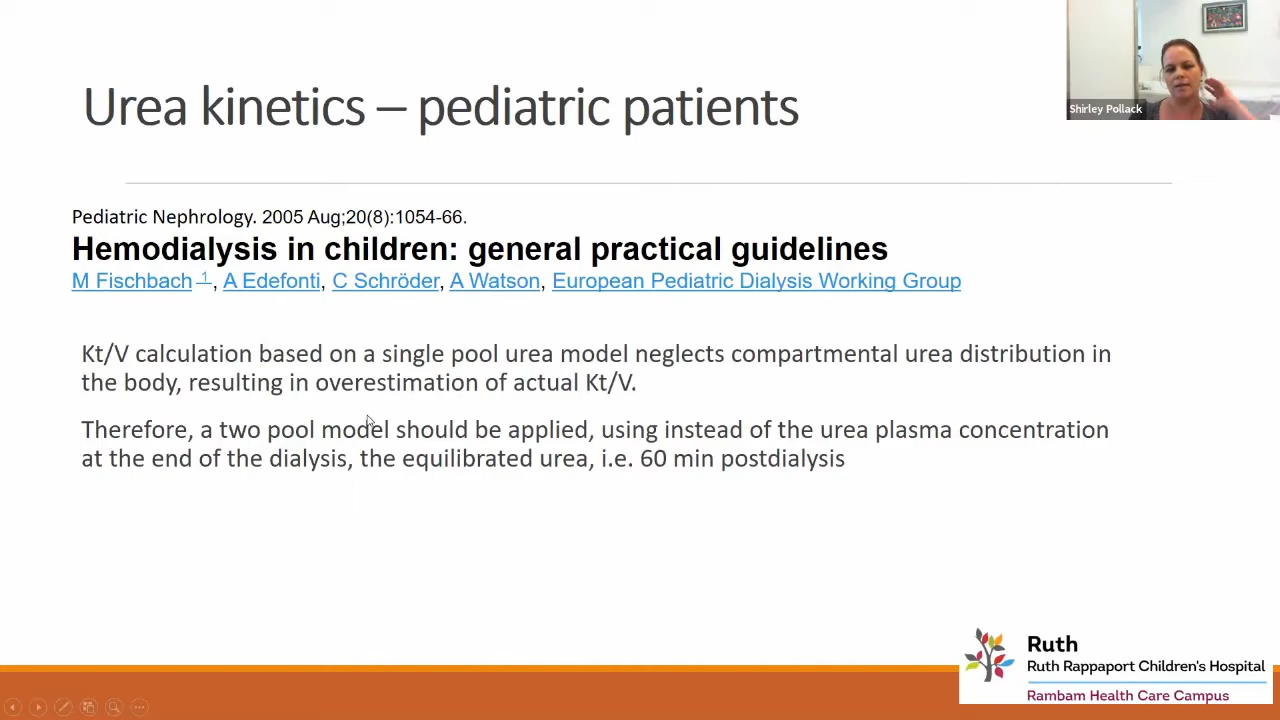 Urea kinetics – pediatric patients
Shirley Pollack
Pediatric Nephrology. 2005 Aug;20(8):1054-66.
Hemodialysis in children: general practical guidelines
M Fischbach 1, A Edefonti, C Schröder, A Watson, European Pediatric Dialysis Working Group
Kt/V calculation based on a single pool urea model neglects compartmental urea distribution in
the body, resulting in overestimation of actual Kt/V.
Therefore, a two pool model should be applied, using instead of the urea plasma concentration
at the end of the dialysis, the equilibrated urea, i.e. 60 min postdialysis
Ruth
Ruth Rappaport Children's Hospital
Rambam Health Care Campus